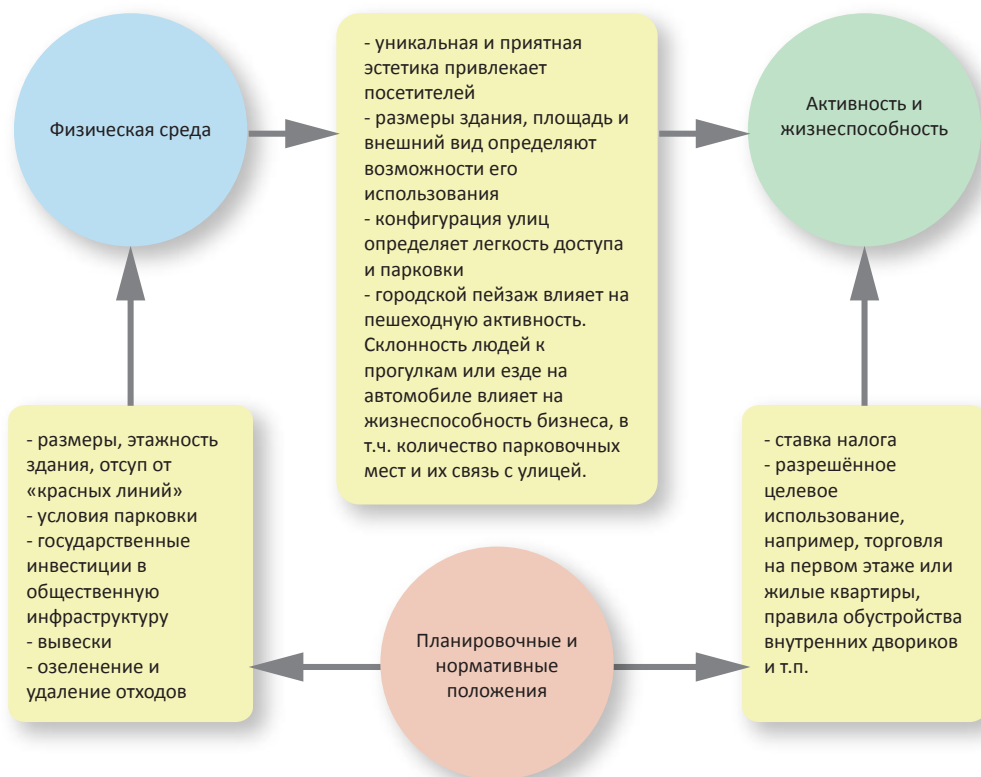 Физическая среда
- уникальная и приятная
эстетика привлекает
посетителей
- размеры здания, площадь и
внешний вид определяют
возможности его
использования
- конфигурация улиц
определяет легкость доступа
и парковки
- городской пейзаж влияет на
пешеходную активность.
Склонность людей к
прогулкам или езде на
автомобиле влияет на
жизнеспособность бизнеса, в
т.ч. количество парковочных
мест и их связь с улицей.
Активность и
жизнеспособность
- размеры, этажность
здания, отсуп от
«красных линий»
- условия парковки
- государственные
инвестиции в
общественную
инфраструктуру
- вывески
- озеленение и
удаление отходов
Планировочные и
нормативные
положения
- ставка налога
- разрешённое
целевое
использование,
например, торговля
на первом этаже или
жилые квартиры,
правила обустройства
внутренних двориков
и т.п.